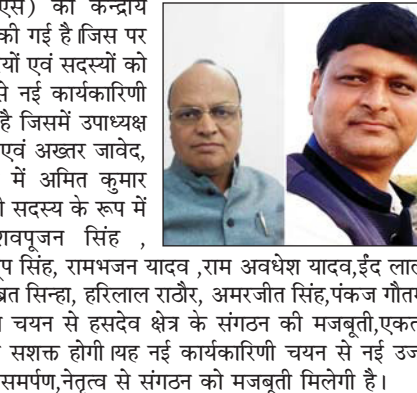 एस) की केन्द्रीय
की गई है।जिस पर
यों एवं सदस्यों को
से नई कार्यकारिणी
है जिसमें उपाध्यक्ष
एवं अख्तर जावेद,
में अमित कुमार
ी सदस्य के रूप में
शवपूजन सिंह ,
प सिंह, रामभजन यादव ,राम अवधेश यादव,ईंद लाल
ब्रत सिन्हा, हरिलाल राठौर, अमरजीत सिंह,पंकज गौतम
चयन से हसदेव क्षेत्र के संगठन की मजबूती,एकत
सशक्त होगी।यह नई कार्यकारिणी चयन से नई उज
समर्पण,नेतृत्व से संगठन को मजबूती मिलेगी है।